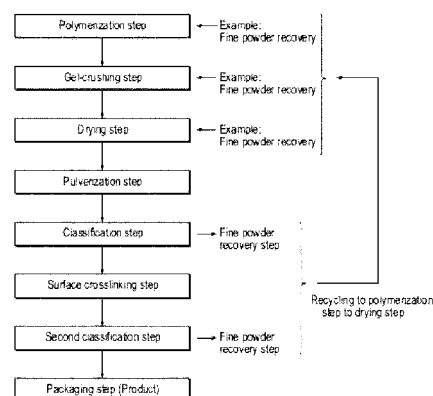 Polymerization step
Example:
Fine powder recovery
Gel-crushing step
Example:
Fine powder recovery
Drying step
Example:
Fine powder recovery
Pulverization step
Classification step
Fine powder
recovery step
Surface crosslinking step
Recycling to polymerization
step to drying step
Second classification step
Fine powder
recovery step
Packaging step (Product)